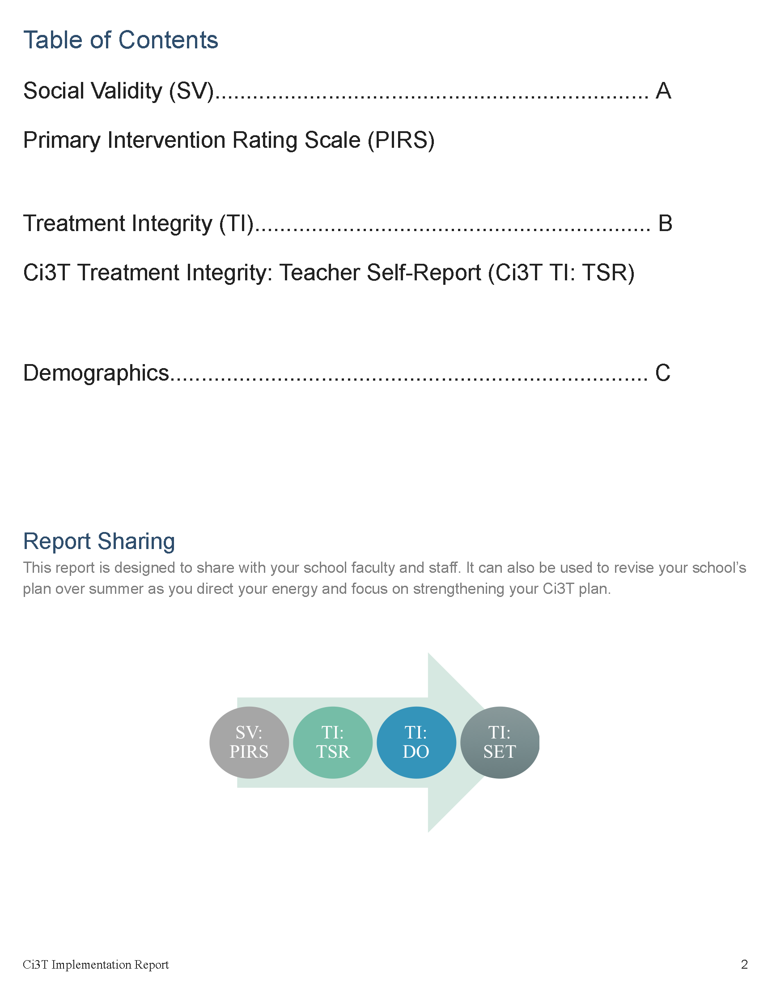 Table of Contents
Social Validity (SV)..................................................................... A
Primary Intervention Rating Scale (PIRS)
Treatment Integrity (TI)............................................................... B
Ci3T Treatment Integrity: Teacher Self-Report (Ci3T TI: TSR)
Demographics............................................................................ C
Report Sharing
This report is designed to share with your school faculty and staff. It can also be used to revise your school’s
plan over summer as you direct your energy and focus on strengthening your Ci3T plan.
SV:
PIRS
TI:
TSR
TI:
DO
TI:
SET
Ci3T Implementation Report
2